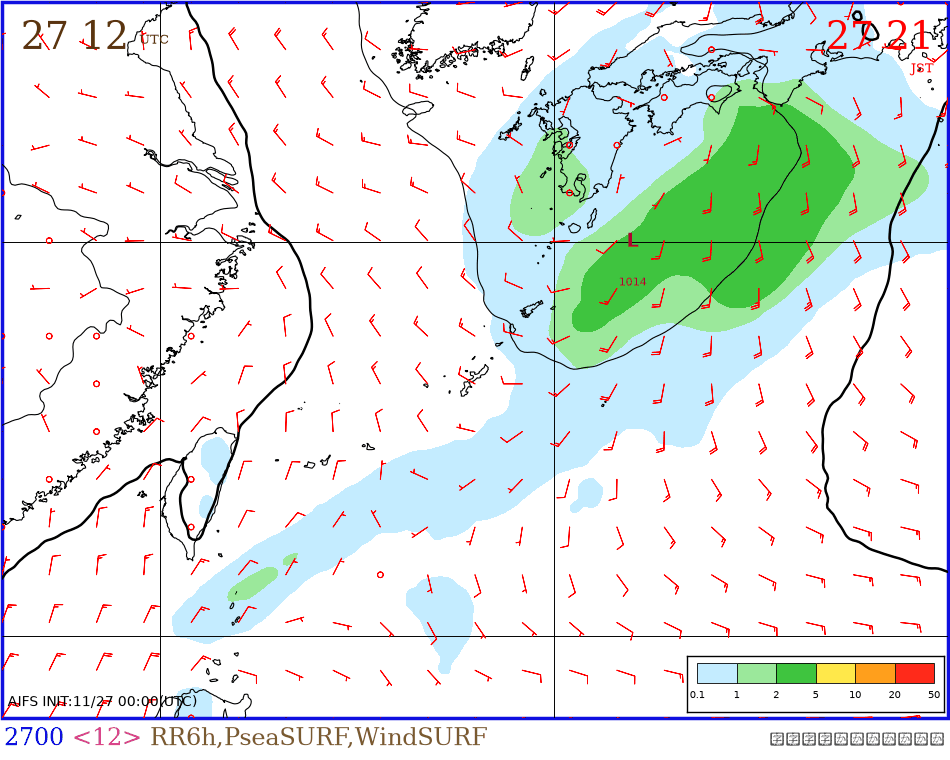 27 12 UTC
27 21
JST
L
1014
0.1 1 2 5 10 20 50
AIFS INIT:11/27 00:00(UTC)
2700 <12> RR6h,PseaSURF,WindSURF